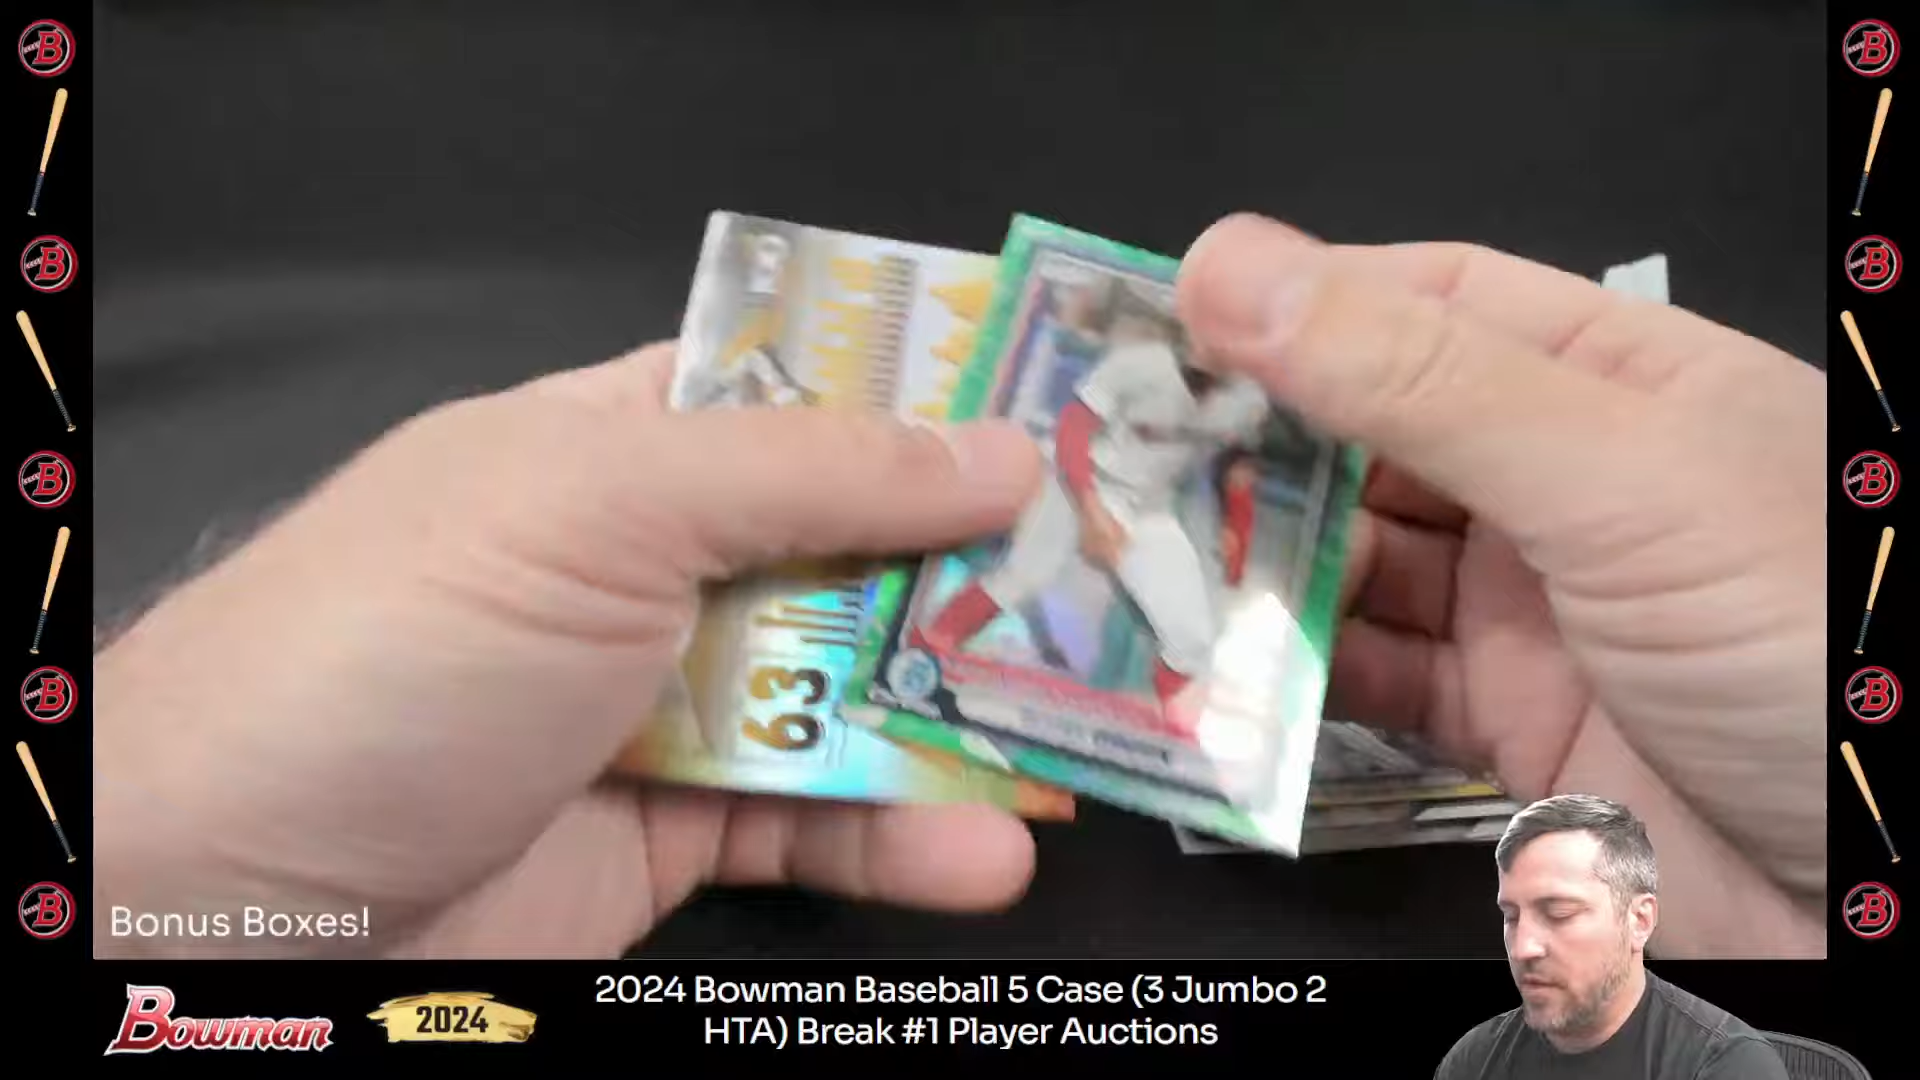 63
Bonus Boxes!
Bowman
2024
2024 Bowman Baseball 5 Case (3 Jumbo 2
HTA) Break #1 Player Auctions